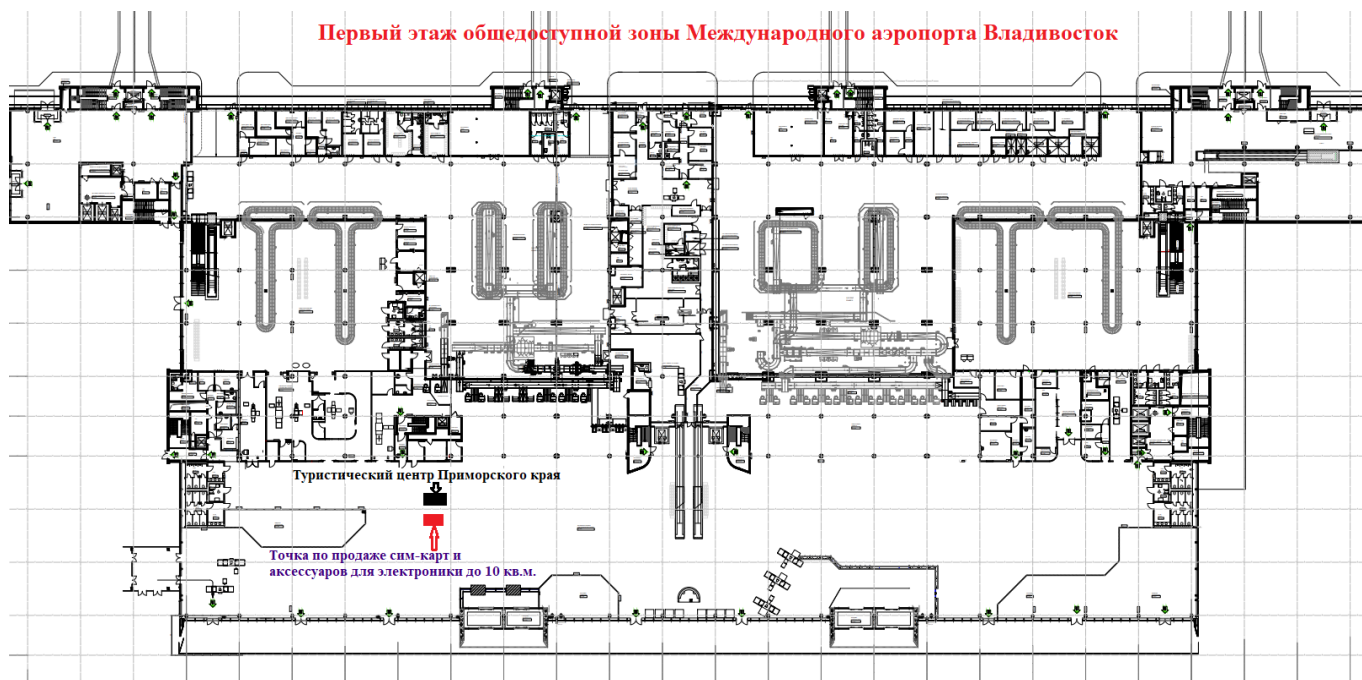 Первый этаж общедоступной зоны Международного аэропорта Владивосток
Туристический центр Приморского края
Точка по продаже сим-карт и
аксессуаров для электроники до 10 кв.м.